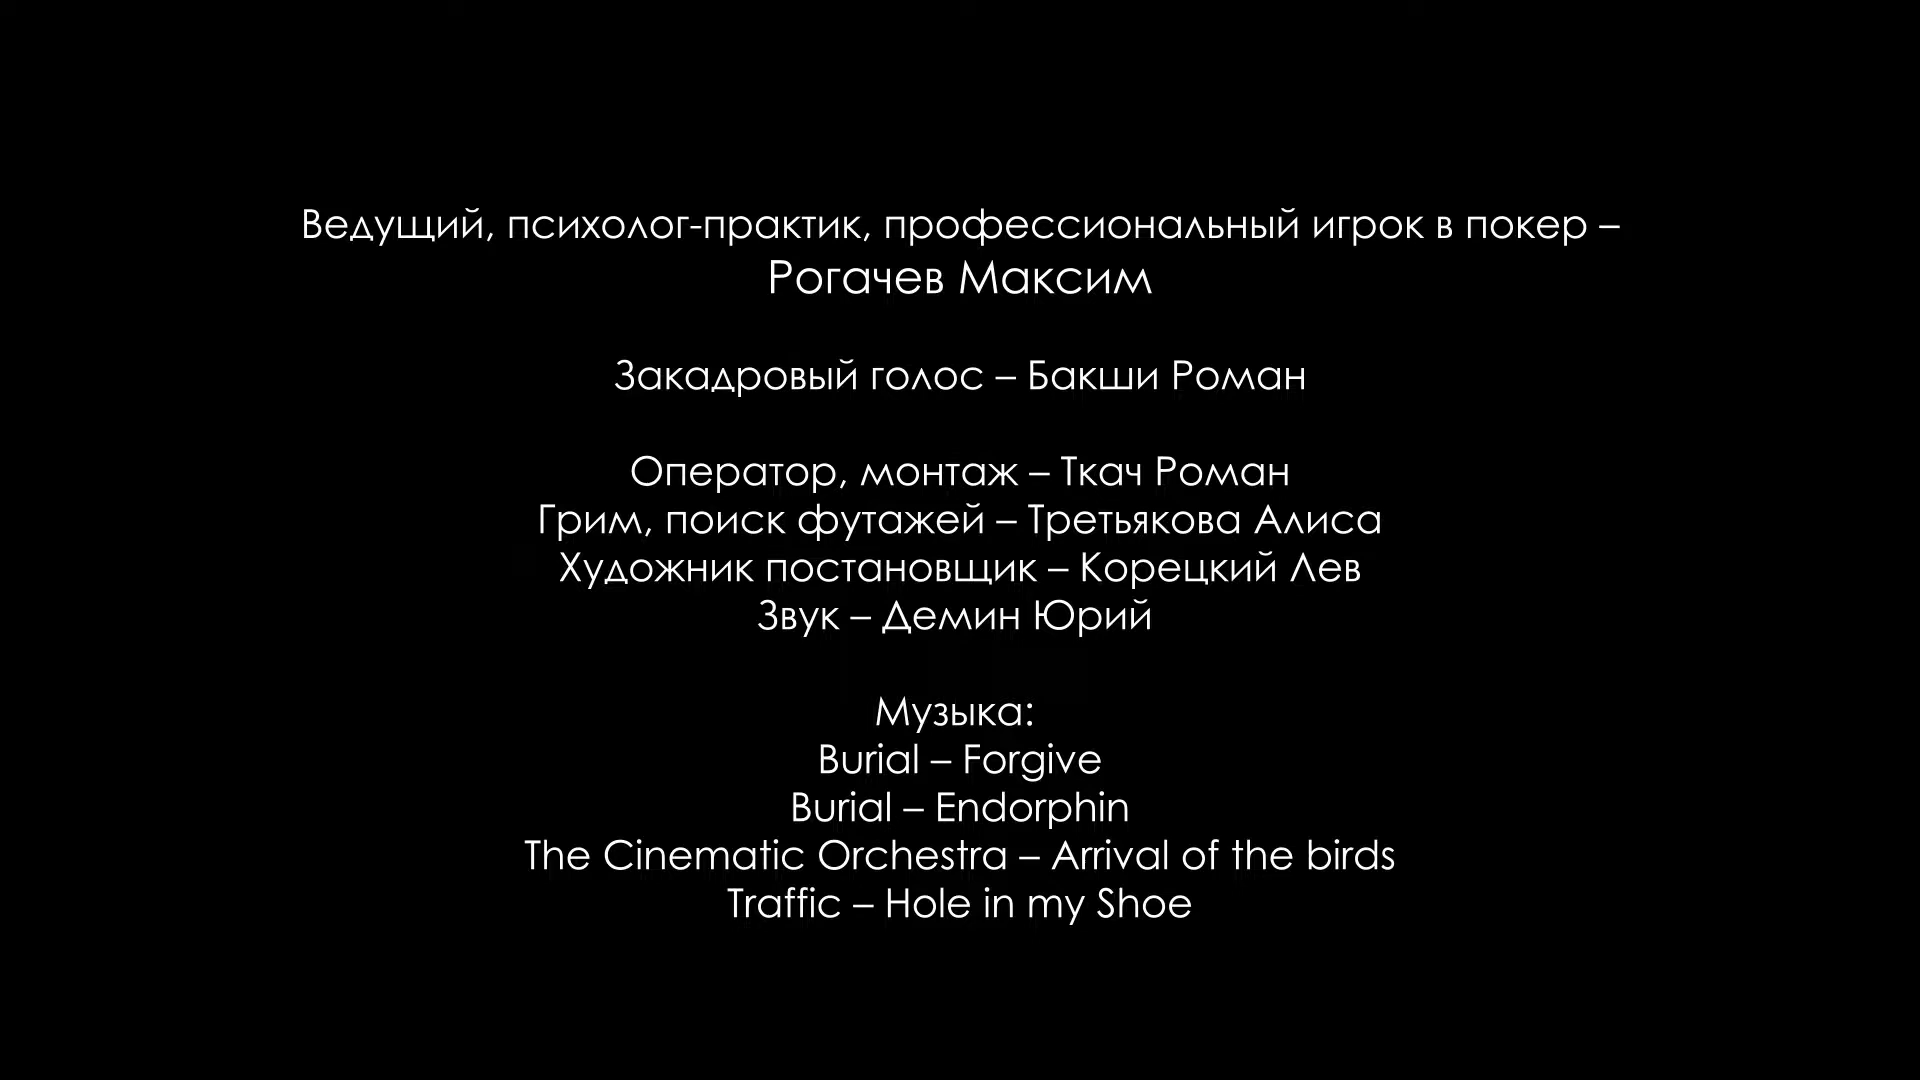 Ведущий, психолог-практик, профессиональный игрок в покер –
Рогачев Максим
Закадровый голос – Бакши Роман
Оператор, монтаж – Ткач Роман
Грим, поиск футажей – Третьякова Алиса
Художник постановщик – Корецкий Лев
Звук – Демин Юрий
Музыка:
Burial – Forgive
Burial – Endorphin
The Cinematic Orchestra – Arrival of the birds
Traffic – Hole in my Shoe